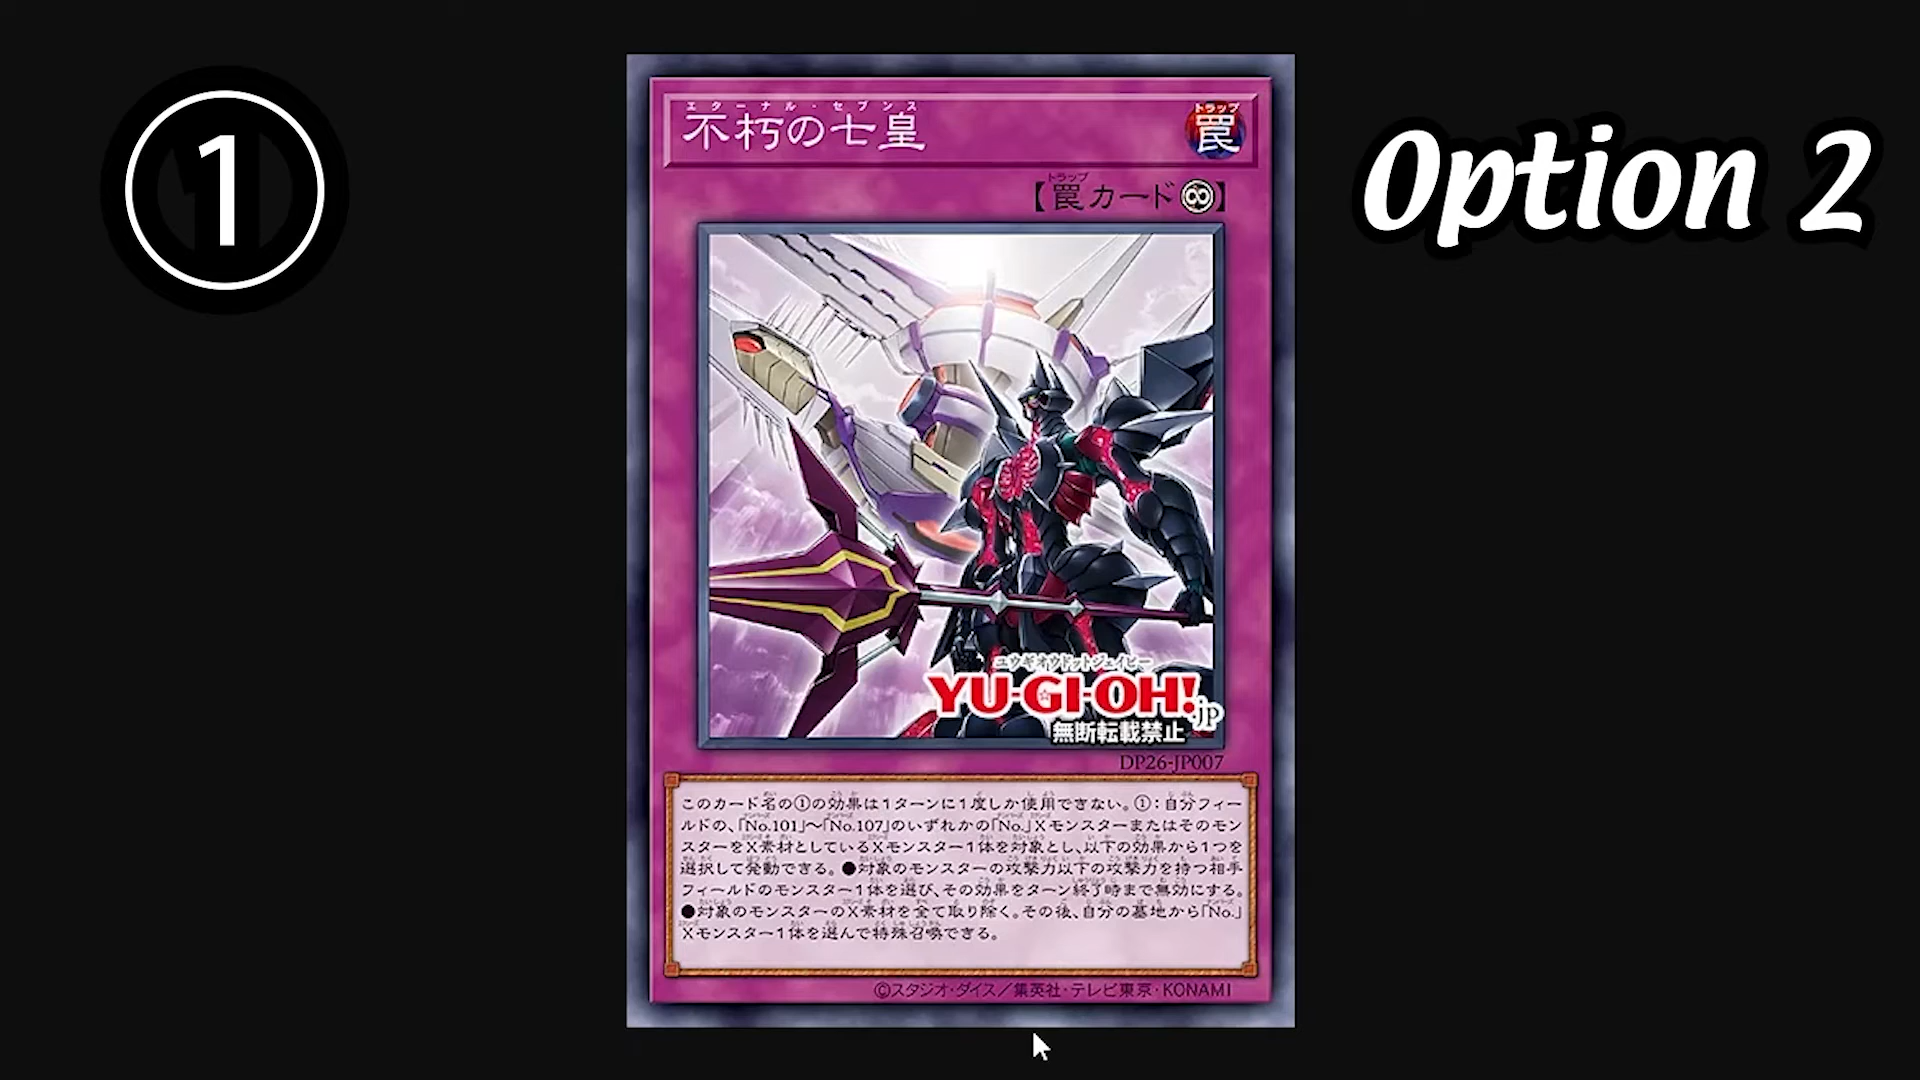 1
Option 2
エターナル・セブンス
不朽の七皇
トラップ
罠
トラップ
【罠カード∞】
ユウギオウドットジェイピー
YU-GI-OH!.jp
無断転載禁止
DP26-JP007
このカード名の①の効果は1ターンに1度しか使用できない。①：自分フィー
ルドの、「No.101」～「No.107」のいずれかの「No.」Xモンスターまたはそのモン
スターをX素材としているXモンスター1体を対象とし、以下の効果から1つを
選択して発動できる。●対象のモンスターの攻撃力以下の攻撃力を持つ相手
フィールドのモンスター1体を選び、その効果をターン終了時まで無効にする。
●対象のモンスターのX素材を全て取り除く。その後、自分の墓地から「No.」
Xモンスター1体を選んで特殊召喚できる。
©スタジオ・ダイス／集英社・テレビ東京・KONAMI